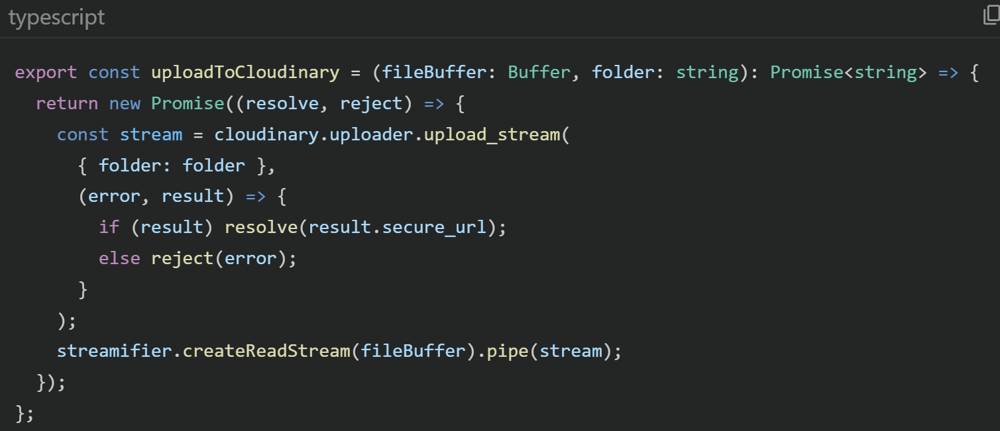 typescript
export const uploadToCloudinary = (fileBuffer: Buffer, folder: string): Promise<string> => {
  return new Promise((resolve, reject) => {
    const stream = cloudinary.uploader.upload_stream(
      { folder: folder },
      (error, result) => {
        if (result) resolve(result.secure_url);
        else reject(error);
      }
    );
    streamifier.createReadStream(fileBuffer).pipe(stream);
  });
};